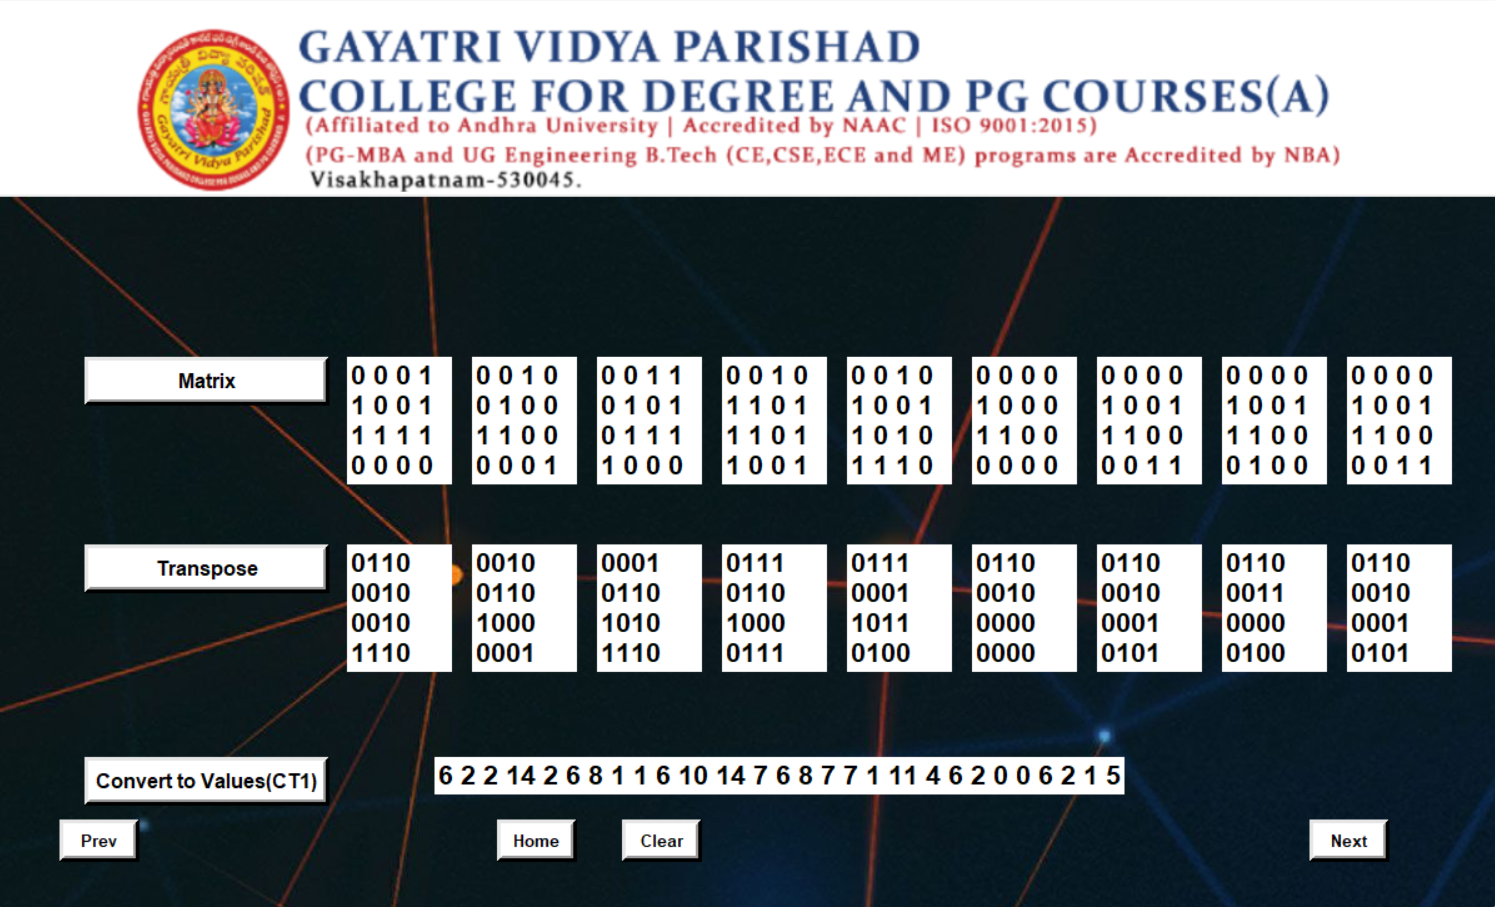 GAYATRI VIDYA PARISHAD
COLLEGE FOR DEGREE AND PG COURSES(A)
(Affiliated to Andhra University | Accredited by NAAC | ISO 9001:2015)
(PG-MBA and UG Engineering B.Tech (CE,CSE,ECE and ME) programs are Accredited by NBA)
Visakhapatnam-530045.
Gayatri Vidya Parishad
Matrix
0 0 0 1 0 0 1 0 0 0 1 1 0 0 1 0 0 0 1 0 0 0 0 0 0 0 0 0 0 0 0 0 0 0 0 0
1 0 0 1 0 1 0 0 0 1 0 1 1 1 0 1 1 0 0 1 1 0 0 0 1 0 0 1 1 0 0 1 1 0 0 1
1 1 1 1 1 1 0 0 0 1 1 1 1 1 0 1 1 0 1 0 1 1 0 0 1 1 0 0 1 1 0 0 1 1 0 0
0 0 0 0 0 0 0 1 1 0 0 0 1 0 0 1 1 1 1 0 0 0 0 0 0 0 1 1 0 1 0 0 0 0 1 1
Transpose
0110 0010 0001 0111 0111 0110 0110 0110 0110
0010 0110 0110 0110 0001 0010 0010 0011 0010
0010 1000 1010 1000 1011 0000 0001 0000 0001
1110 0001 1110 0111 0100 0000 0101 0100 0101
Convert to Values(CT1)
6 2 2 14 2 6 8 1 1 6 10 14 7 6 8 7 7 1 11 4 6 2 0 0 6 2 1 5
Prev
Home
Clear
Next